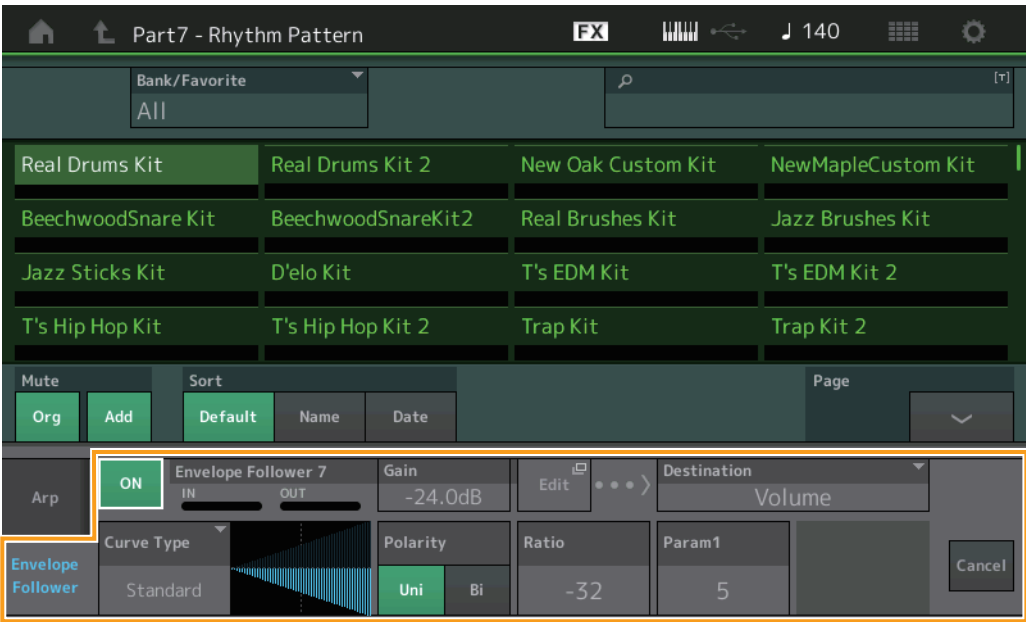 Part7 - Rhythm Pattern FX ♩ 140
Bank/Favorite [T]
All
Real Drums Kit Real Drums Kit 2 New Oak Custom Kit NewMapleCustom Kit
BeechwoodSnare Kit BeechwoodSnareKit2 Real Brushes Kit Jazz Brushes Kit
Jazz Sticks Kit D'elo Kit T's EDM Kit T's EDM Kit 2
T's Hip Hop Kit T's Hip Hop Kit 2 Trap Kit Trap Kit 2
Mute Sort Page
Org Add Default Name Date
Arp ON Envelope Follower 7 Gain Edit Destination
IN OUT -24.0dB Volume
Envelope Follower Curve Type Polarity Ratio Param1 Cancel
Standard Uni Bi -32 5